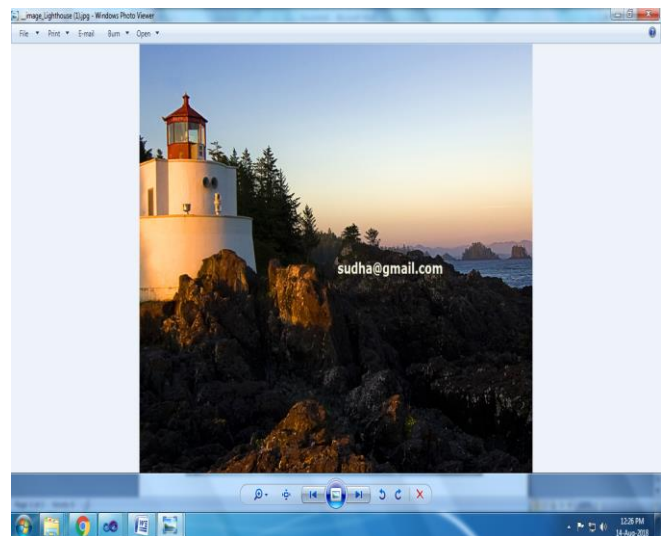 _image_Lighthouse (1).jpg - Windows Photo Viewer
File Print E-mail Burn Open
sudha@gmail.com
12:26 PM
14-Aug-2018